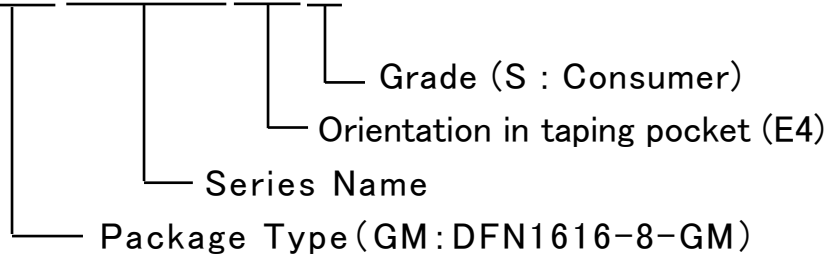 Grade (S : Consumer)
Orientation in taping pocket (E4)
Series Name
Package Type(GM:DFN1616-8-GM)